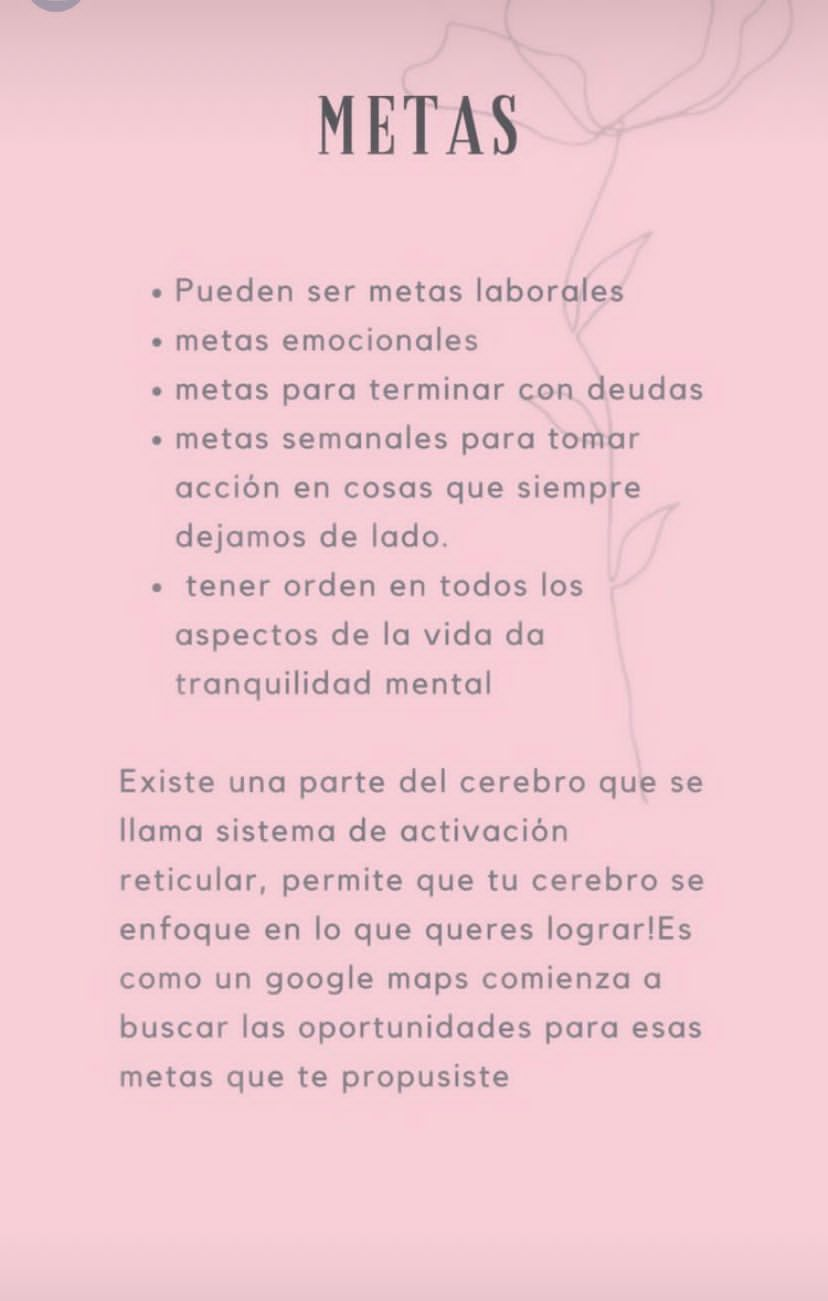 METAS
• Pueden ser metas laborales
• metas emocionales
• metas para terminar con deudas
• metas semanales para tomar
acción en cosas que siempre
dejamos de lado.
• tener orden en todos los
aspectos de la vida da
tranquilidad mental
Existe una parte del cerebro que se
llama sistema de activación
reticular, permite que tu cerebro se
enfoque en lo que queres lograr!Es
como un google maps comienza a
buscar las oportunidades para esas
metas que te propusiste